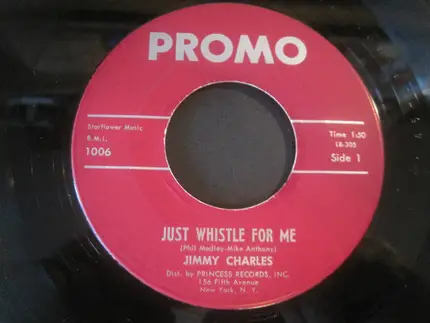 PROMO
Starflower Music
B.M.I.
1006
Time 1:50
LB-305
Side 1
JUST WHISTLE FOR ME
(Phil Medley-Mike Anthony)
JIMMY CHARLES
Dist. by PRINCESS RECORDS, INC.
156 Fifth Avenue
New York, N. Y.